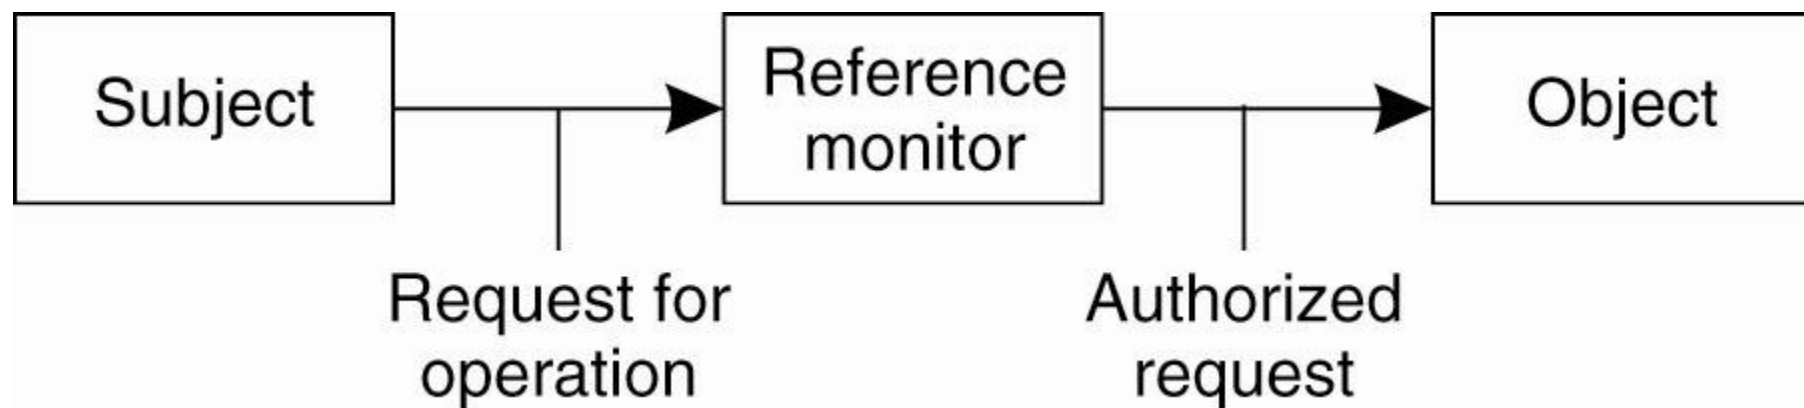 Subject
Reference
monitor
Object
Request for
operation
Authorized
request